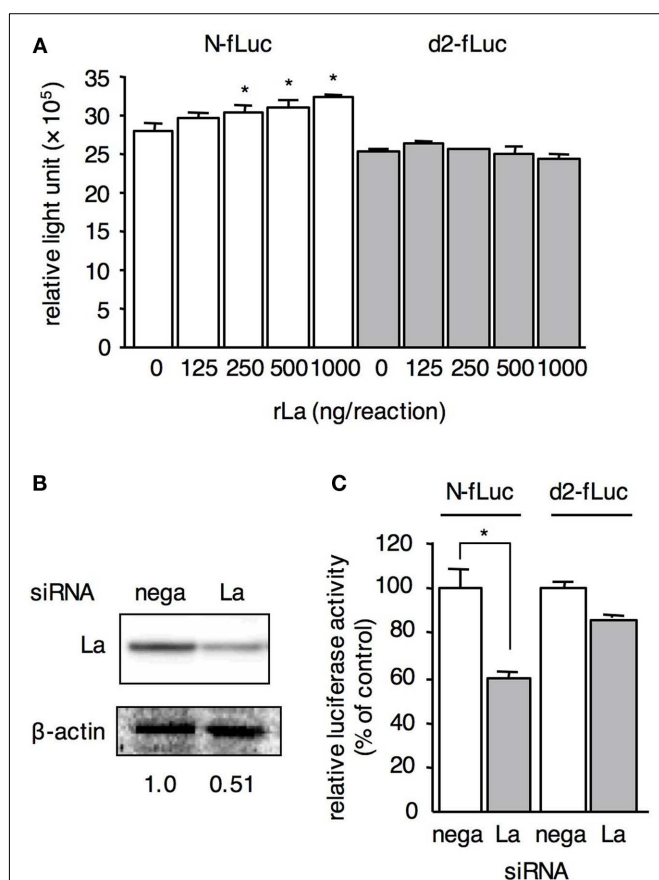 A
N-fLuc d2-fLuc
relative light unit (× 10⁵)
35
30
25
20
15
10
5
0
* * *
0 125 250 500 1000 0 125 250 500 1000
rLa (ng/reaction)
B
siRNA nega La
La
β-actin
1.0 0.51
C
N-fLuc d2-fLuc
relative luciferase activity
(% of control)
120
100
80
60
40
20
0
*
nega La nega La
siRNA